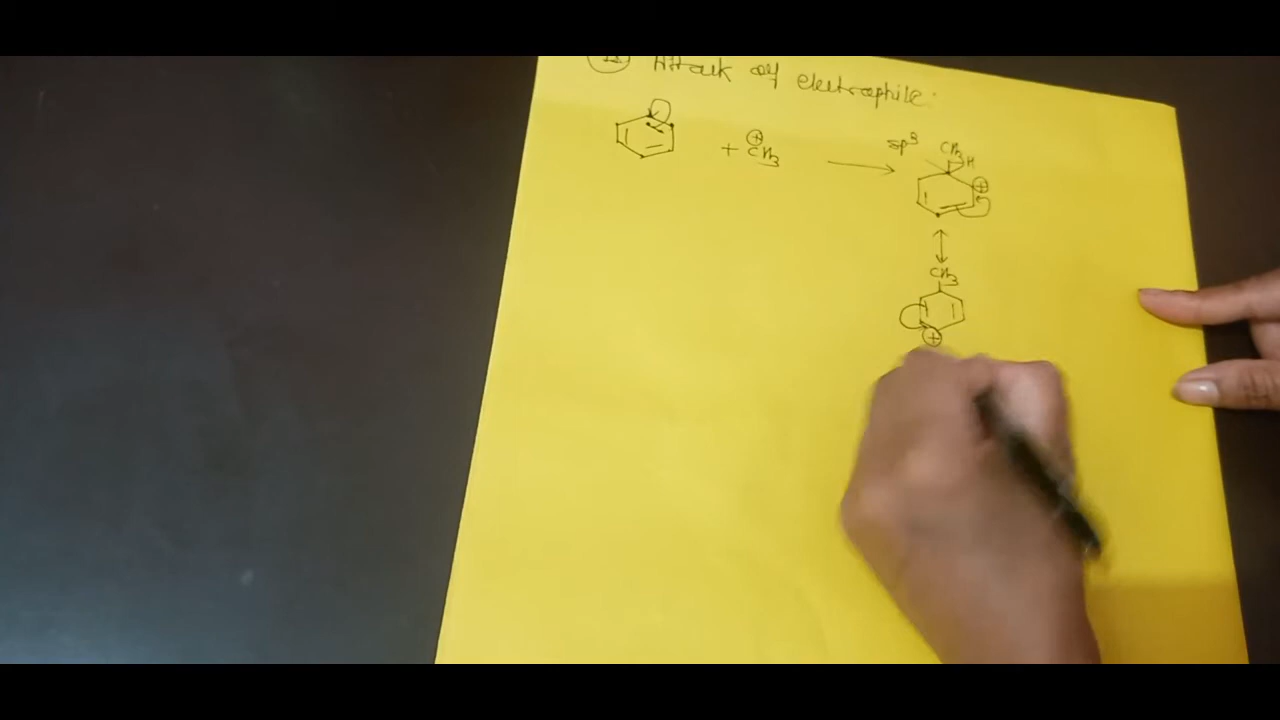 Attack of electrophile:
+ ⊕CH3 → sp3 CH3 H ⊕
CH3
⊕